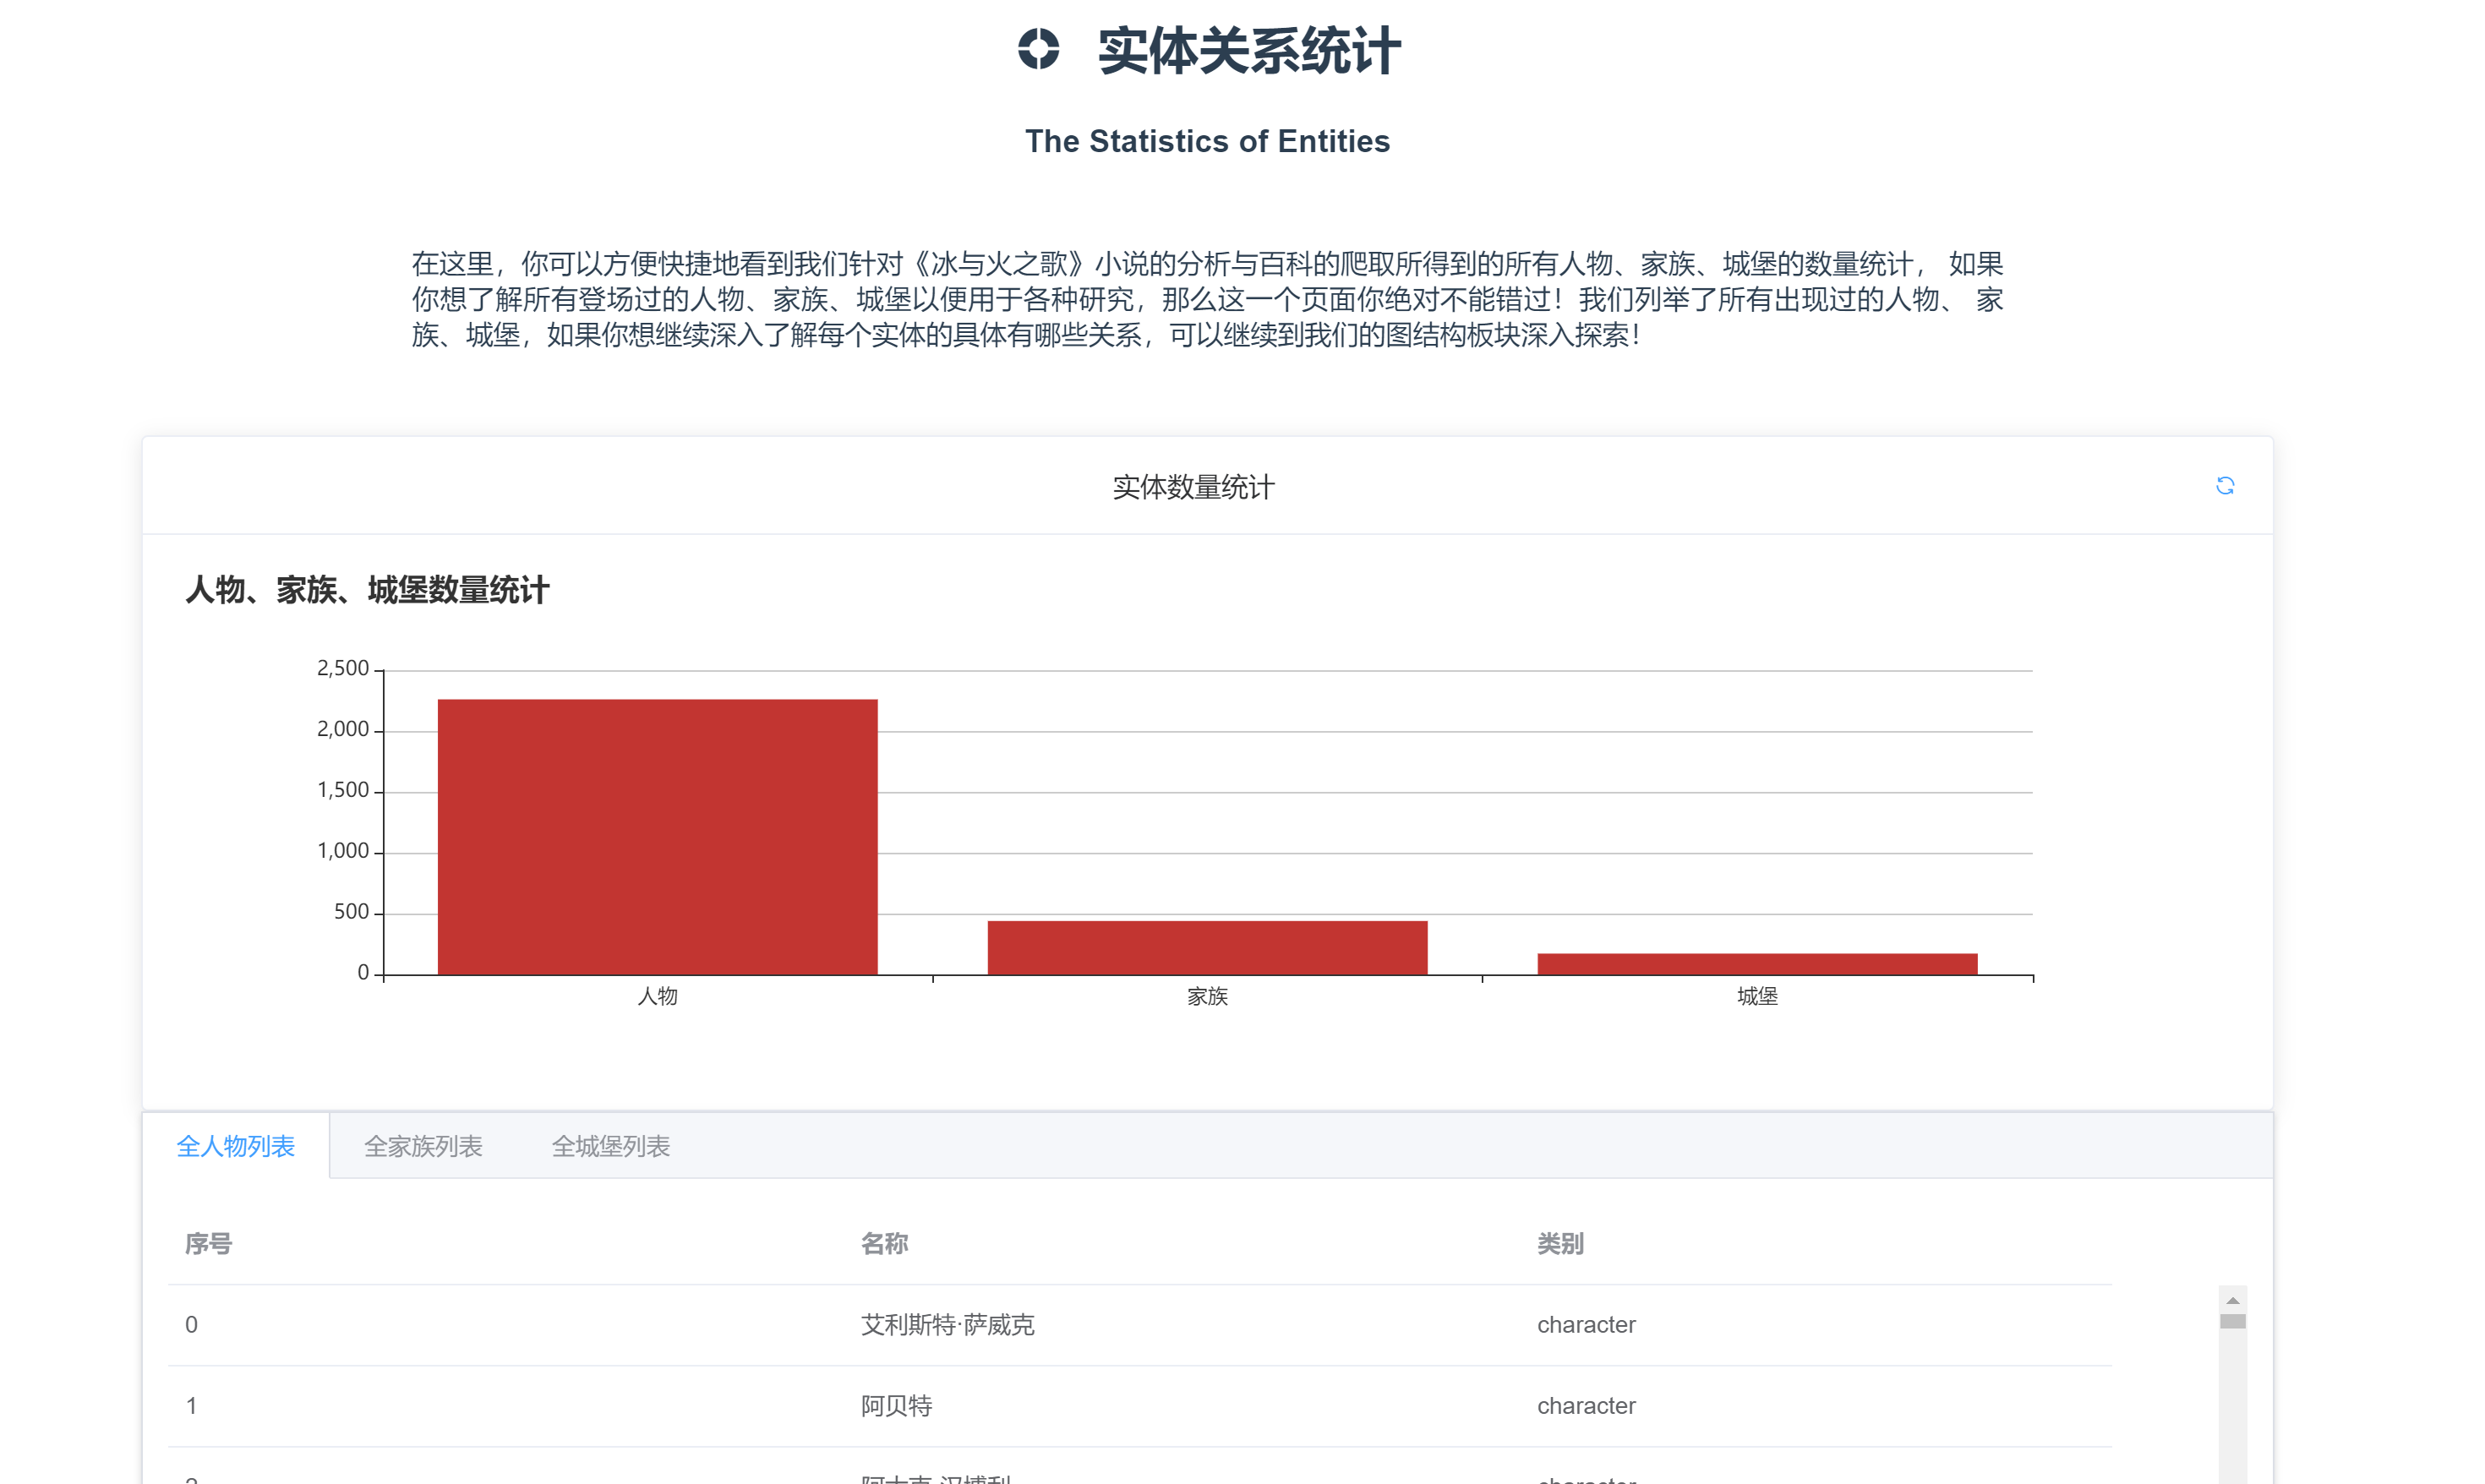 实体关系统计
The Statistics of Entities
在这里，你可以方便快捷地看到我们针对《冰与火之歌》小说的分析与百科的爬取所得到的所有人物、家族、城堡的数量统计， 如果
你想了解所有登场过的人物、家族、城堡以便用于各种研究，那么这一个页面你绝对不能错过！我们列举了所有出现过的人物、 家
族、城堡，如果你想继续深入了解每个实体的具体有哪些关系，可以继续到我们的图结构板块深入探索！
实体数量统计
人物、家族、城堡数量统计
2,500
2,000
1,500
1,000
500
0
人物 家族 城堡
全人物列表 全家族列表 全城堡列表
序号 名称 类别
0 艾利斯特·萨威克 character
1 阿贝特 character